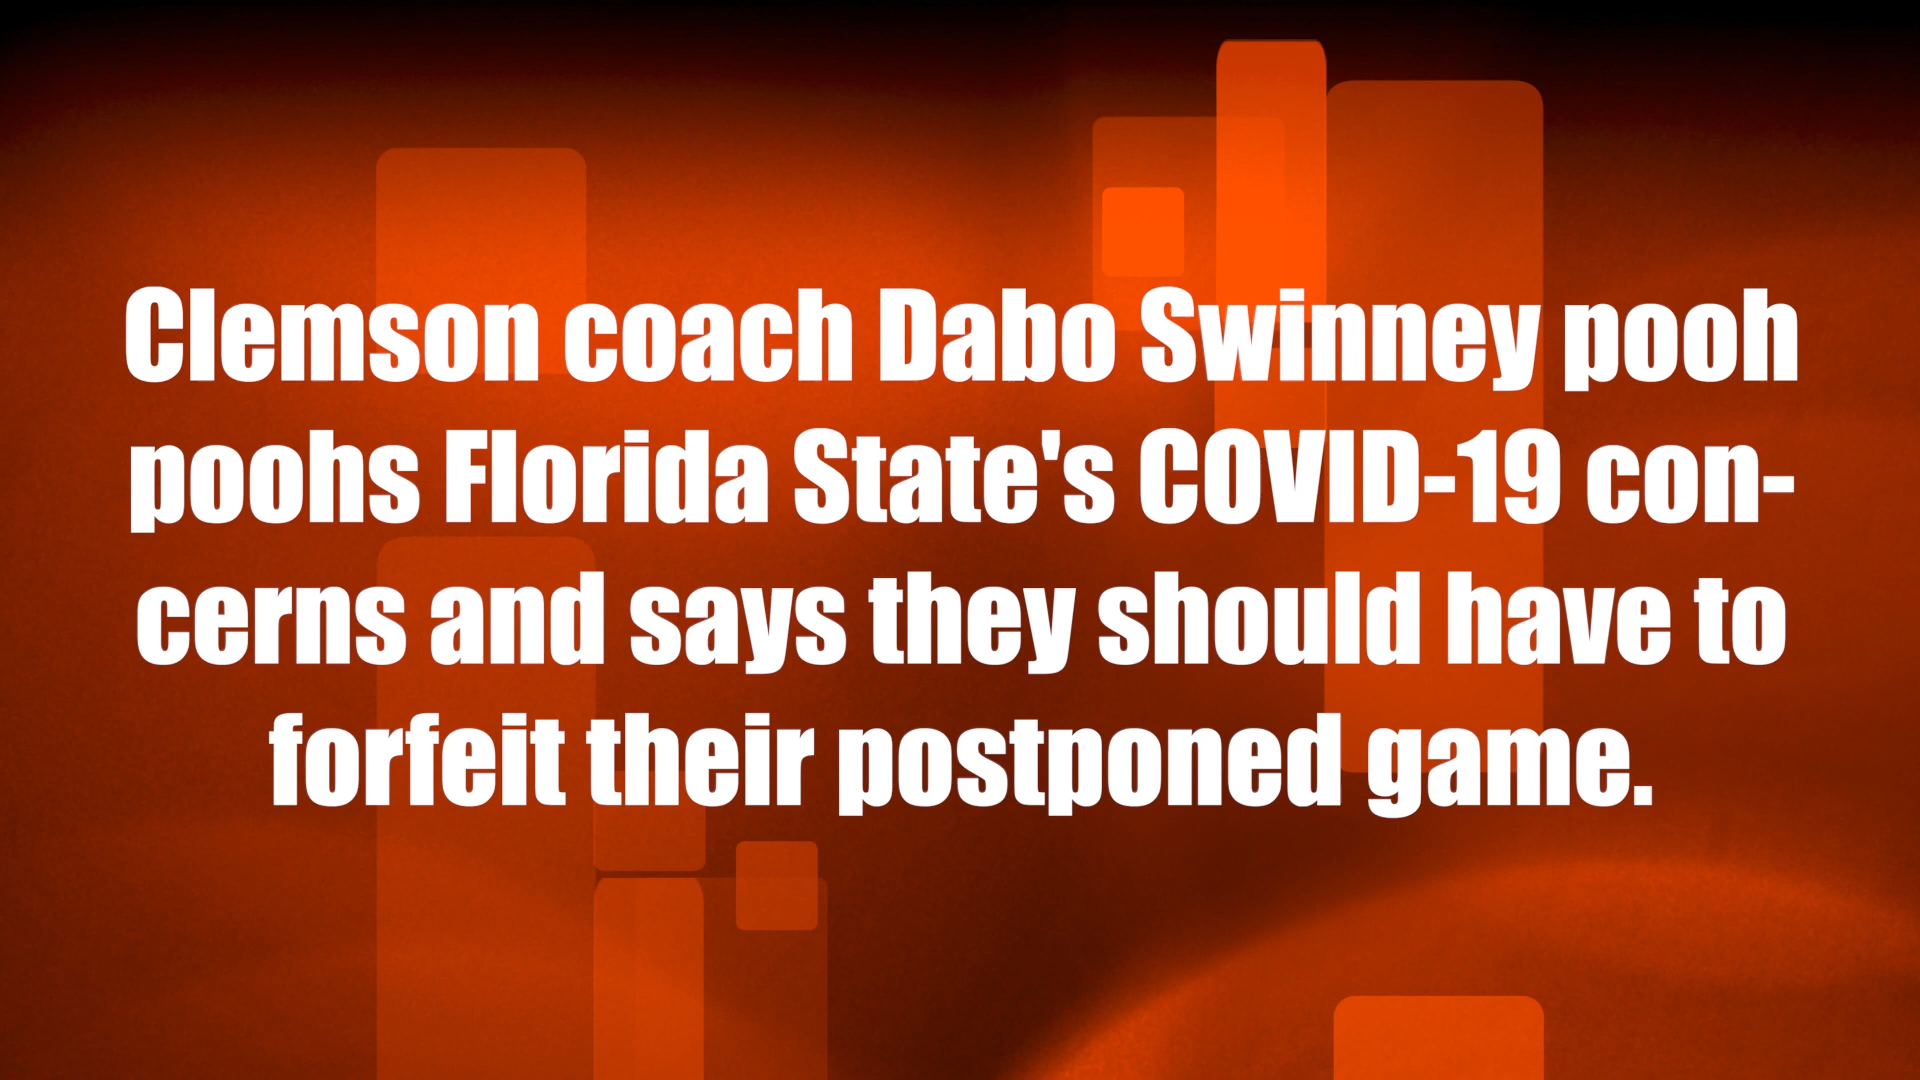 Clemson coach Dabo Swinney pooh
poohs Florida State's COVID-19 con-
cerns and says they should have to
forfeit their postponed game.